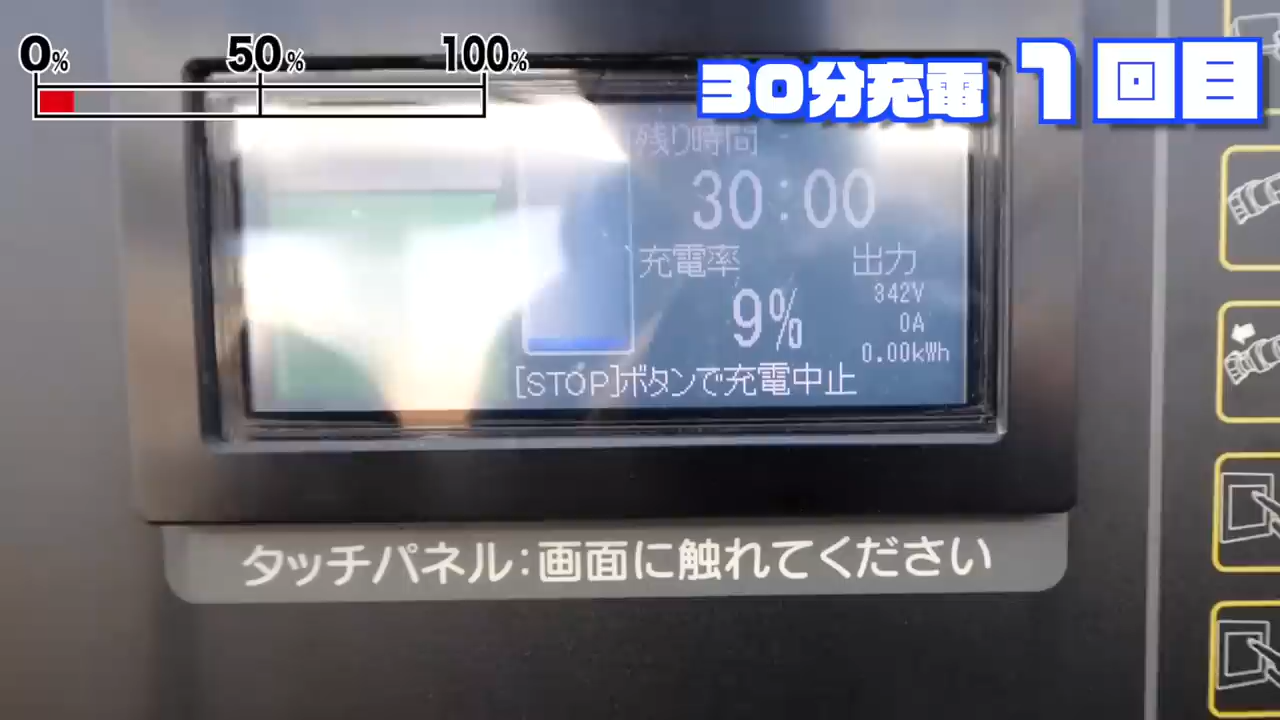 0% 50% 100%
30分充電 1回目
残り時間
30:00
充電率 出力
9%
342V
0A
0.00kWh
[STOP]ボタンで充電中止
タッチパネル:画面に触れてください